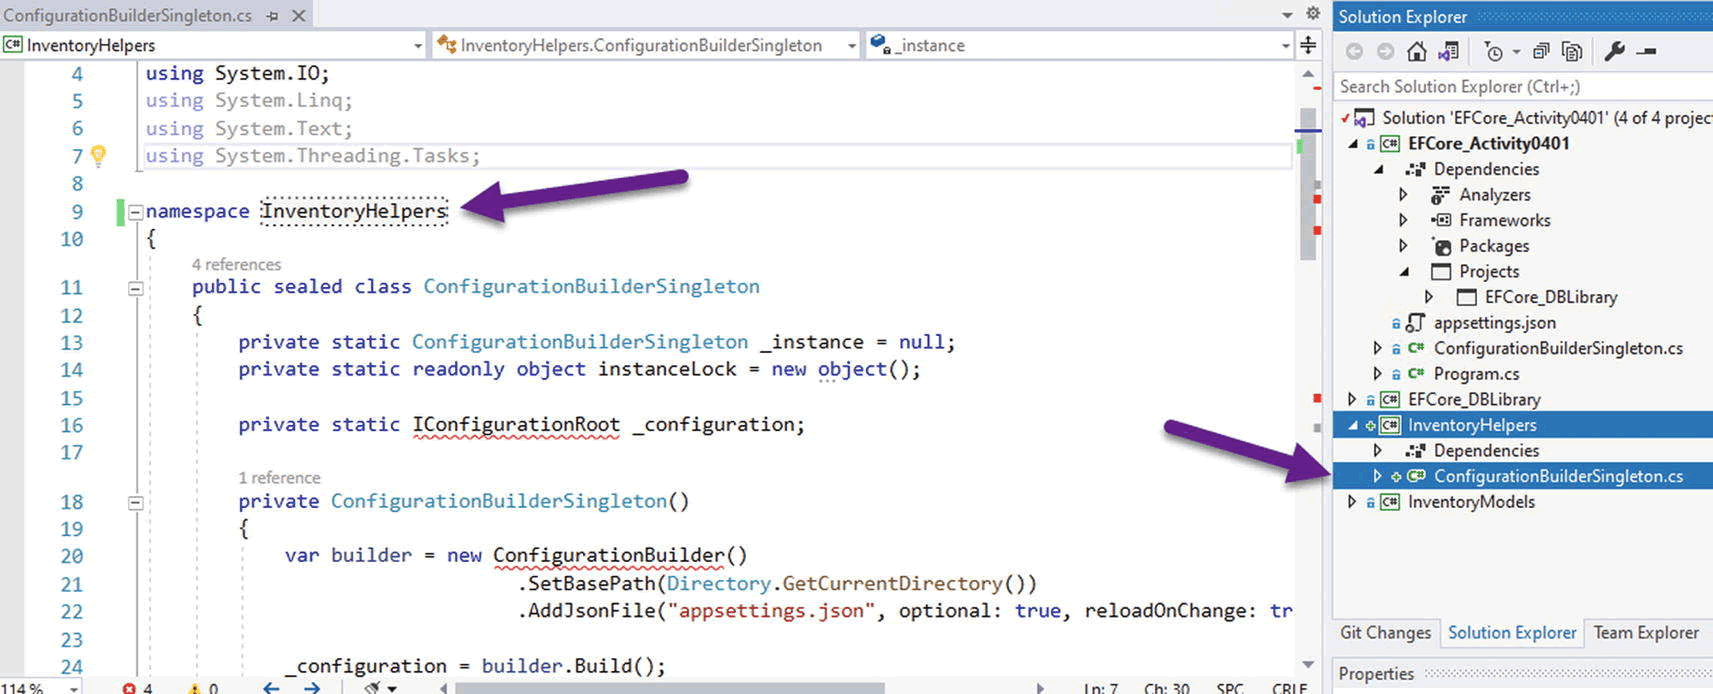 ConfigurationBuilderSingleton.cs
InventoryHelpers
InventoryHelpers.ConfigurationBuilderSingleton
_instance
4 using System.IO;
5 using System.Linq;
6 using System.Text;
7 using System.Threading.Tasks;
8
9 namespace InventoryHelpers
10 {
4 references
11 public sealed class ConfigurationBuilderSingleton
12 {
13 private static ConfigurationBuilderSingleton _instance = null;
14 private static readonly object instanceLock = new object();
15
16 private static IConfigurationRoot _configuration;
17
1 reference
18 private ConfigurationBuilderSingleton()
19 {
20 var builder = new ConfigurationBuilder()
21 .SetBasePath(Directory.GetCurrentDirectory())
22 .AddJsonFile("appsettings.json", optional: true, reloadOnChange: tr
23
24 _configuration = builder.Build();
114 % 4 0 Ln: 7 Ch: 30 SPC CRLF
Solution Explorer
Search Solution Explorer (Ctrl+;)
Solution 'EFCore_Activity0401' (4 of 4 project
C# EFCore_Activity0401
Dependencies
Analyzers
Frameworks
Packages
Projects
EFCore_DBLibrary
appsettings.json
C# ConfigurationBuilderSingleton.cs
C# Program.cs
C# EFCore_DBLibrary
C# InventoryHelpers
Dependencies
C# ConfigurationBuilderSingleton.cs
C# InventoryModels
Git Changes Solution Explorer Team Explorer
Properties